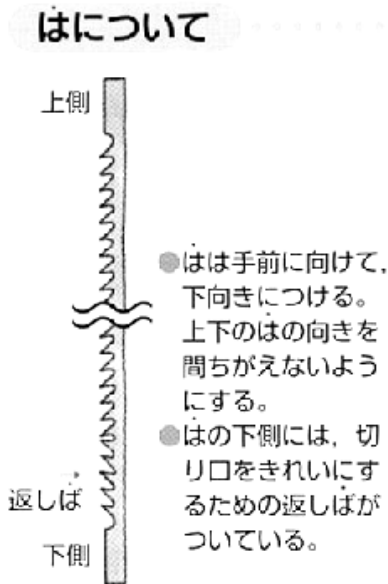 はについて
上側
●はは手前に向けて，
下向きにつける。
上下のはの向きを
間ちがえないよう
にする。
●はの下側には，切
り口をきれいにす
るための返しばが
ついている。
返しば
下側